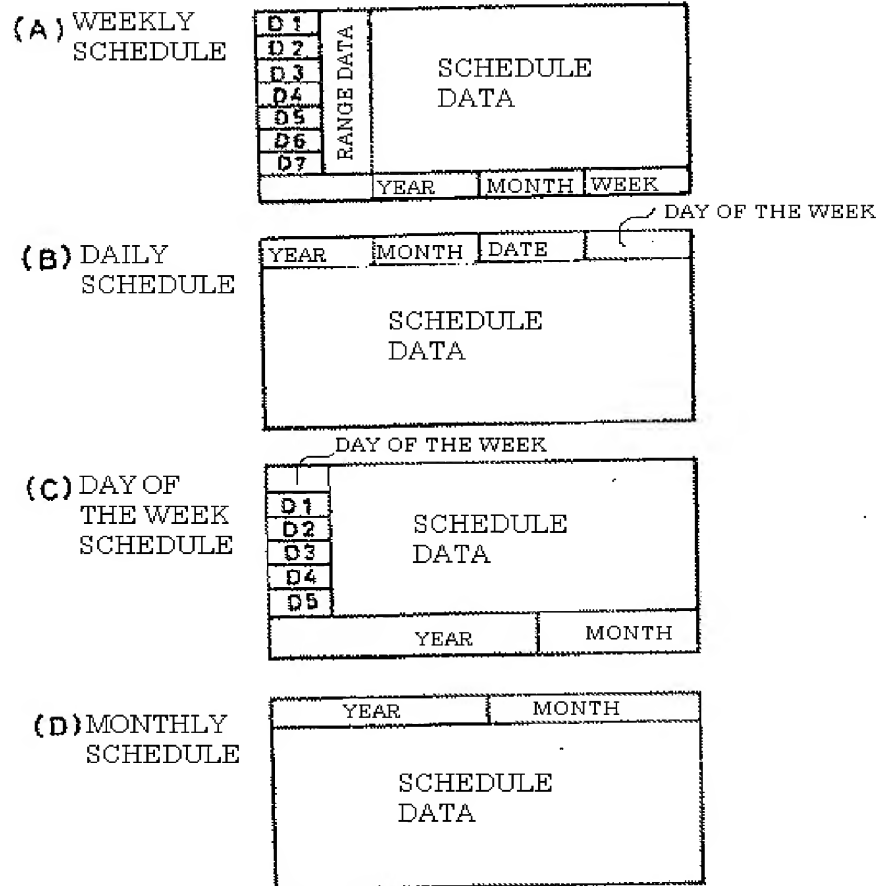 (A) WEEKLY
SCHEDULE
D1
D2
D3
D4
D5
D6
D7
RANGE DATA
SCHEDULE
DATA
YEAR MONTH WEEK
DAY OF THE WEEK
(B) DAILY
SCHEDULE
YEAR MONTH DATE
SCHEDULE
DATA
DAY OF THE WEEK
(C) DAY OF
THE WEEK
SCHEDULE
D1
D2
D3
D4
D5
SCHEDULE
DATA
YEAR MONTH
(D) MONTHLY
SCHEDULE
YEAR MONTH
SCHEDULE
DATA